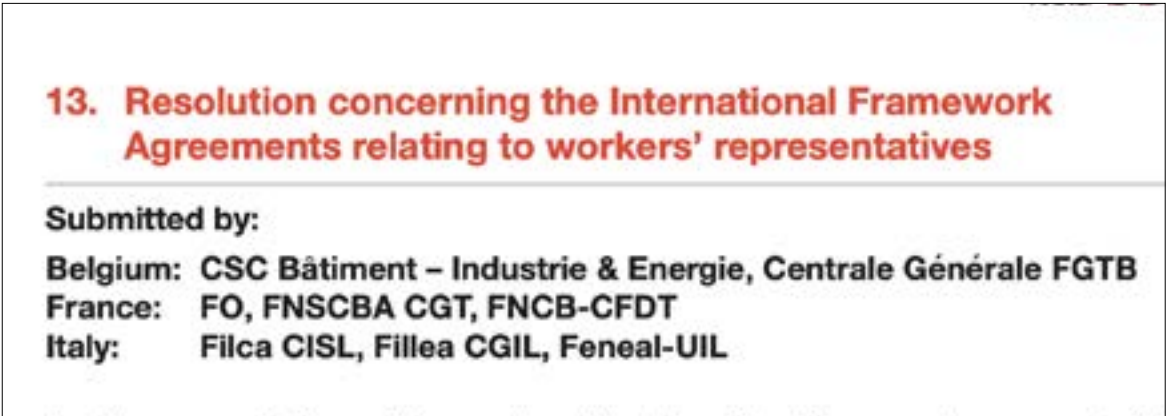 13. Resolution concerning the International Framework
Agreements relating to workers' representatives
Submitted by:
Belgium: CSC Bâtiment – Industrie & Energie, Centrale Générale FGTB
France: FO, FNSCBA CGT, FNCB-CFDT
Italy: Filca CISL, Fillea CGIL, Feneal-UIL